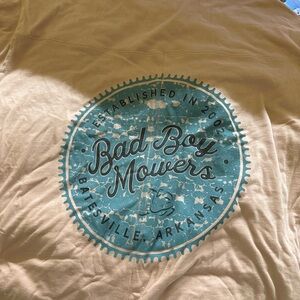 ESTABLISHED IN 2002
Bad Boy
Mowers
BATESVILLE, ARKANSAS